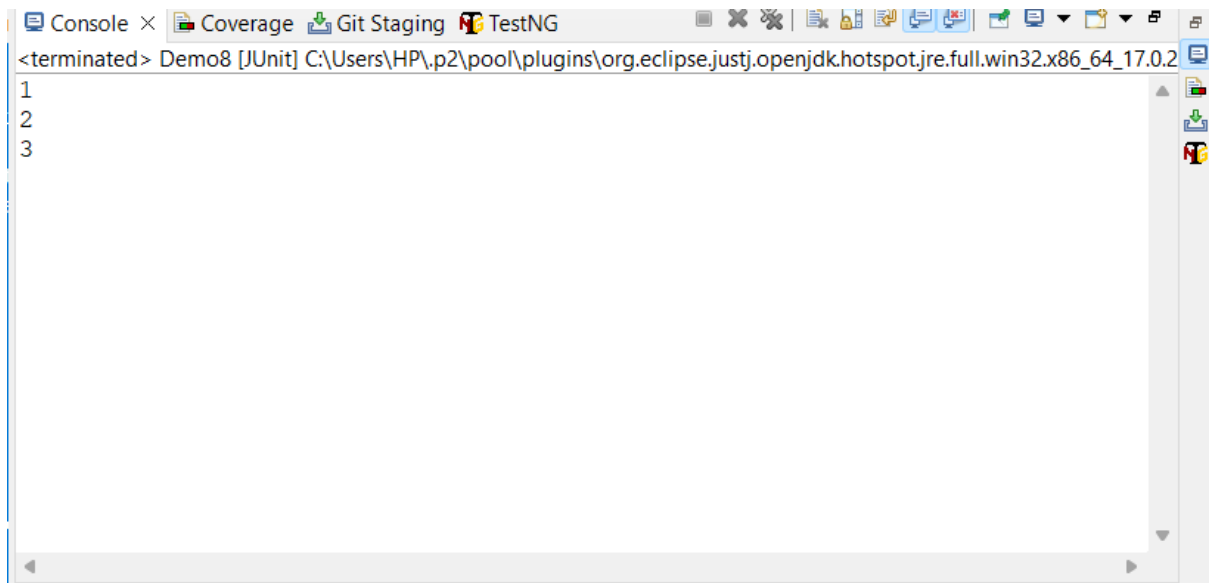 Console Coverage Git Staging TestNG
<terminated> Demo8 [JUnit] C:\Users\HP\.p2\pool\plugins\org.eclipse.justj.openjdk.hotspot.jre.full.win32.x86_64_17.0.2
1
2
3